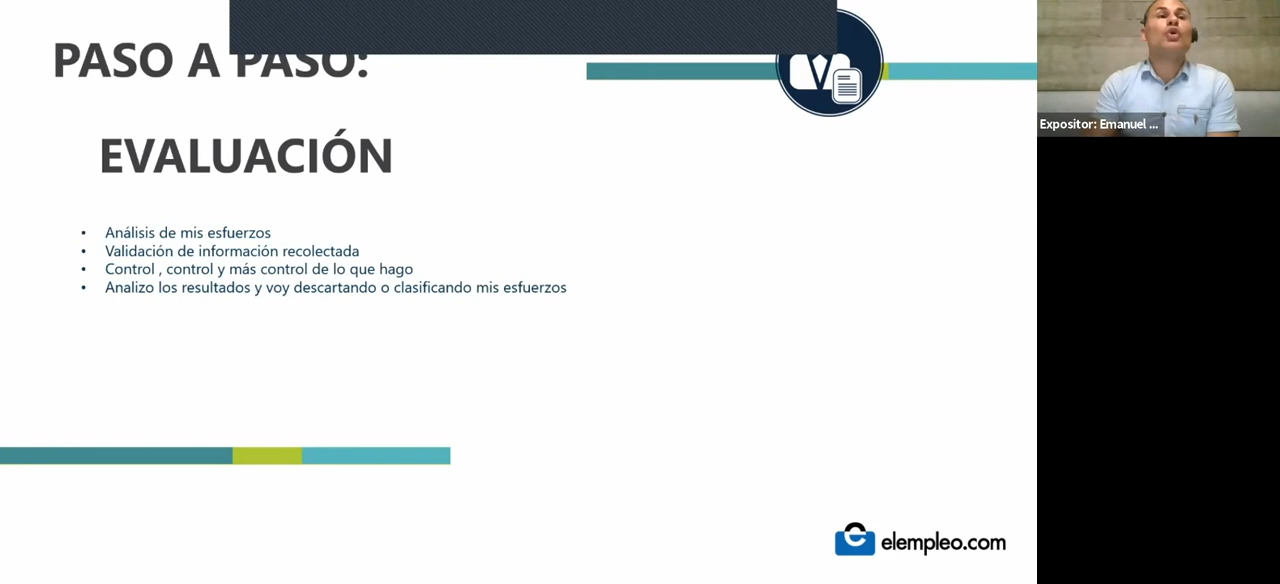 PASO A PASO:
EVALUACIÓN
• Análisis de mis esfuerzos
• Validación de información recolectada
• Control , control y más control de lo que hago
• Analizo los resultados y voy descartando o clasificando mis esfuerzos
elempleo.com
Expositor: Emanuel ...